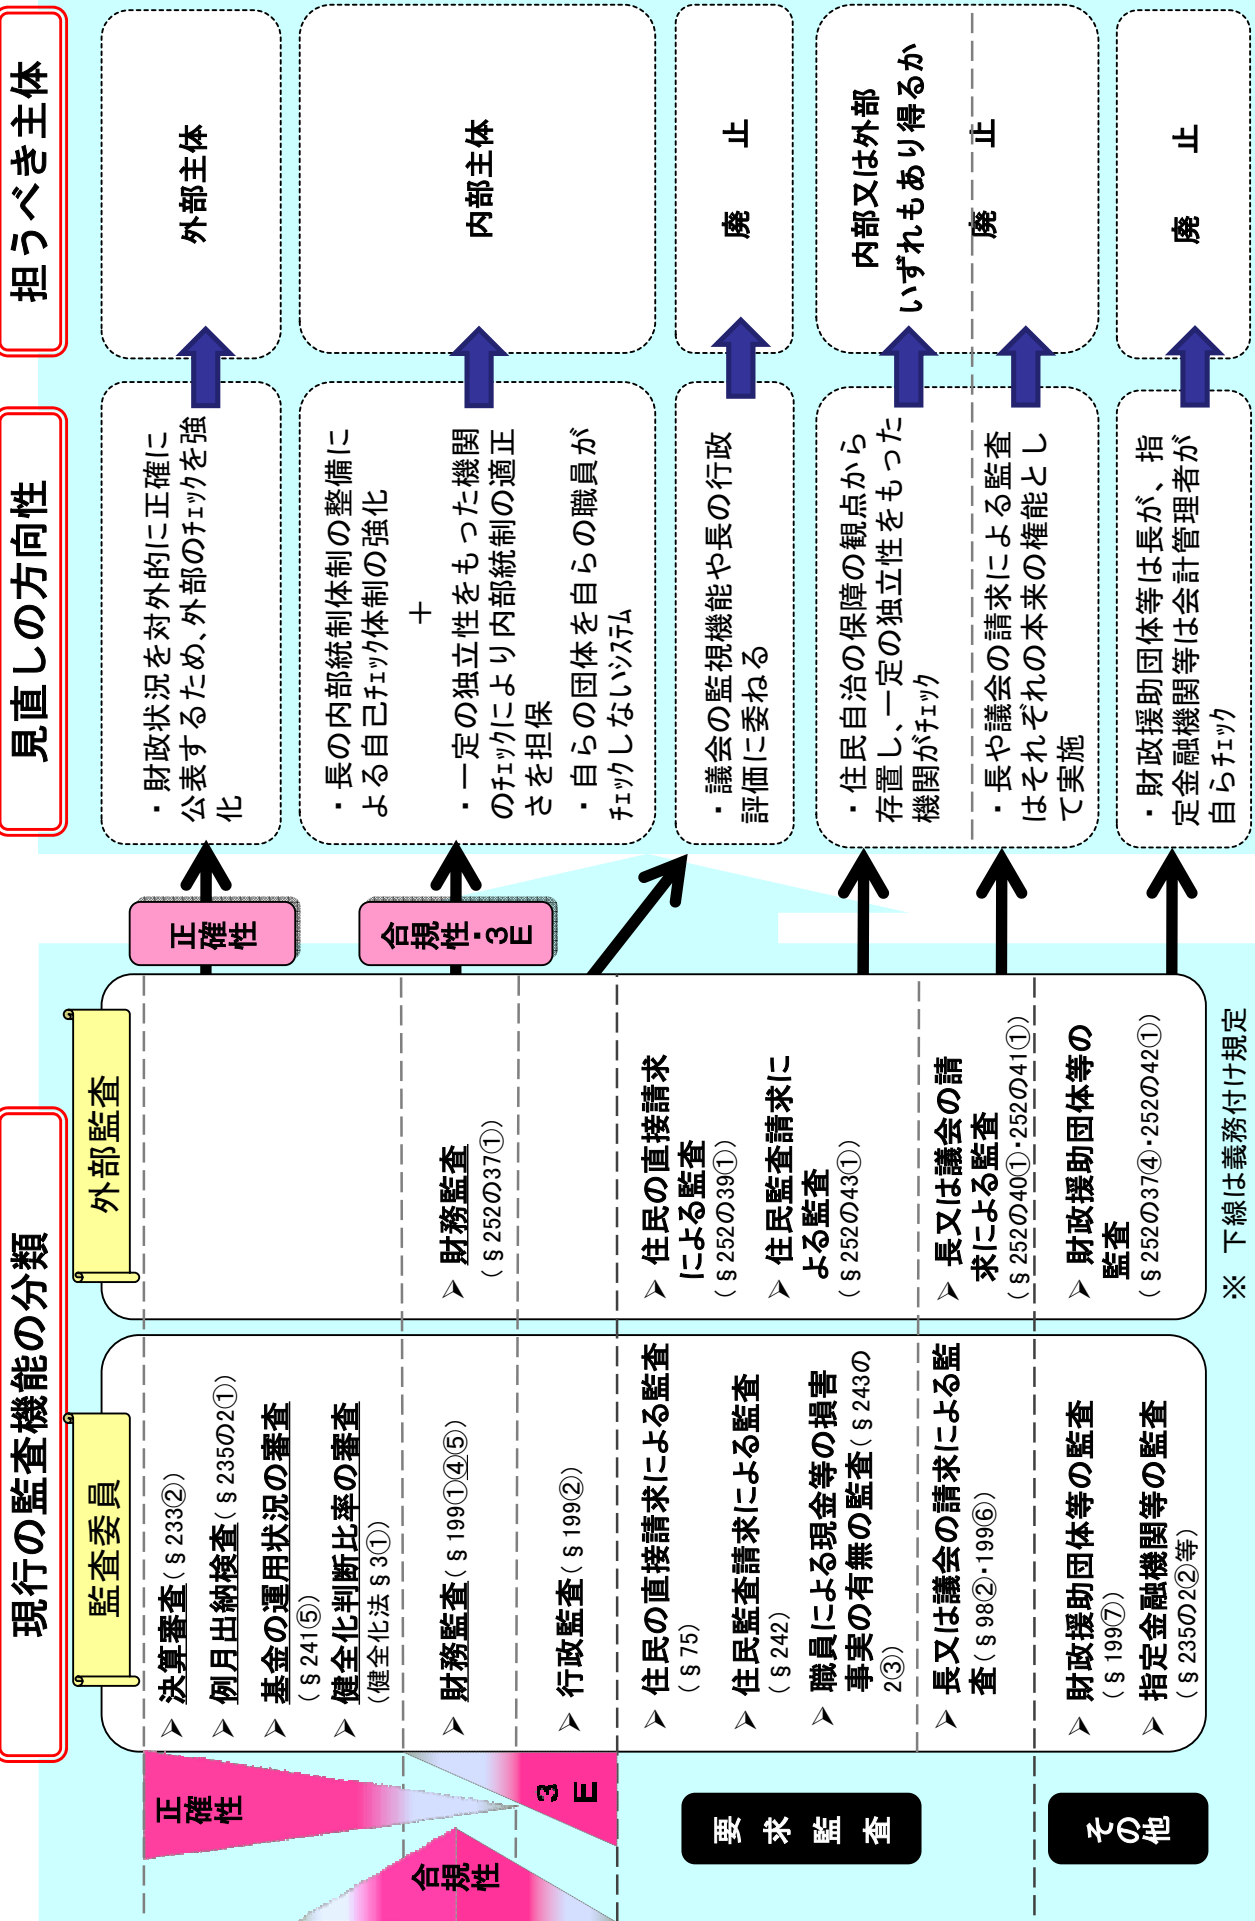 現行の監査機能の分類
見直しの方向性
担うべき主体
監査委員
外部監査
正確性
合規性
３Ｅ
要求監査
その他
➢ 決算審査(§233②)
➢ 例月出納検査(§235の2①)
➢ 基金の運用状況の審査
(§241⑤)
➢ 健全化判断比率の審査
(健全化法§3①)
➢ 財務監査(§199①④⑤)
➢ 行政監査(§199②)
➢ 住民の直接請求による監査
(§75)
➢ 住民監査請求による監査
(§242)
➢ 職員による現金等の損害
事実の有無の監査(§243の
2③)
➢ 長又は議会の請求による監
査(§98②・199⑥)
➢ 財政援助団体等の監査
(§199⑦)
➢ 指定金融機関等の監査
(§235の2②等)
➢ 財務監査
(§252の37①)
➢ 住民の直接請求
による監査
(§252の39①)
➢ 住民監査請求に
よる監査
(§252の43①)
➢ 長又は議会の請
求による監査
(§252の40①・252の41①)
➢ 財政援助団体等の
監査
(§252の37④・252の42①)
※ 下線は義務付け規定
正確性
合規性・３Ｅ
・財政状況を対外的に正確に
公表するため、外部のﾁｪｯｸを強
化
・長の内部統制体制の整備に
よる自己ﾁｪｯｸ体制の強化
＋
・一定の独立性をもった機関
のﾁｪｯｸにより内部統制の適正
さを担保
・自らの団体を自らの職員が
ﾁｪｯｸしないｼｽﾃﾑ
・議会の監視機能や長の行政
評価に委ねる
・住民自治の保障の観点から
存置し、一定の独立性をもった
機関がﾁｪｯｸ
・長や議会の請求による監査
はそれぞれの本来の権能とし
て実施
・財政援助団体等は長が、指
定金融機関等は会計管理者が
自らﾁｪｯｸ
外部主体
内部主体
廃　止
内部又は外部
いずれもあり得るか
廃　止
廃　止